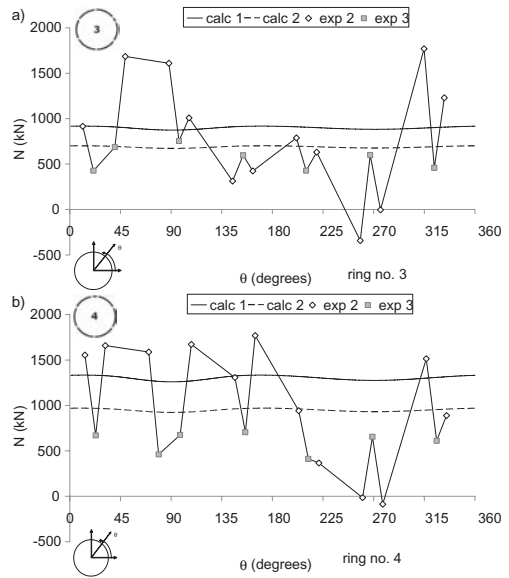 a)
3
calc 1 calc 2 exp 2 exp 3
2000
1500
1000
500
0
-500
N (kN)
0 45 90 135 180 225 270 315 360
θ
θ (degrees)
ring no. 3
b)
4
calc 1 calc 2 exp 2 exp 3
2000
1500
1000
500
0
-500
N (kN)
0 45 90 135 180 225 270 315 360
θ
θ (degrees)
ring no. 4